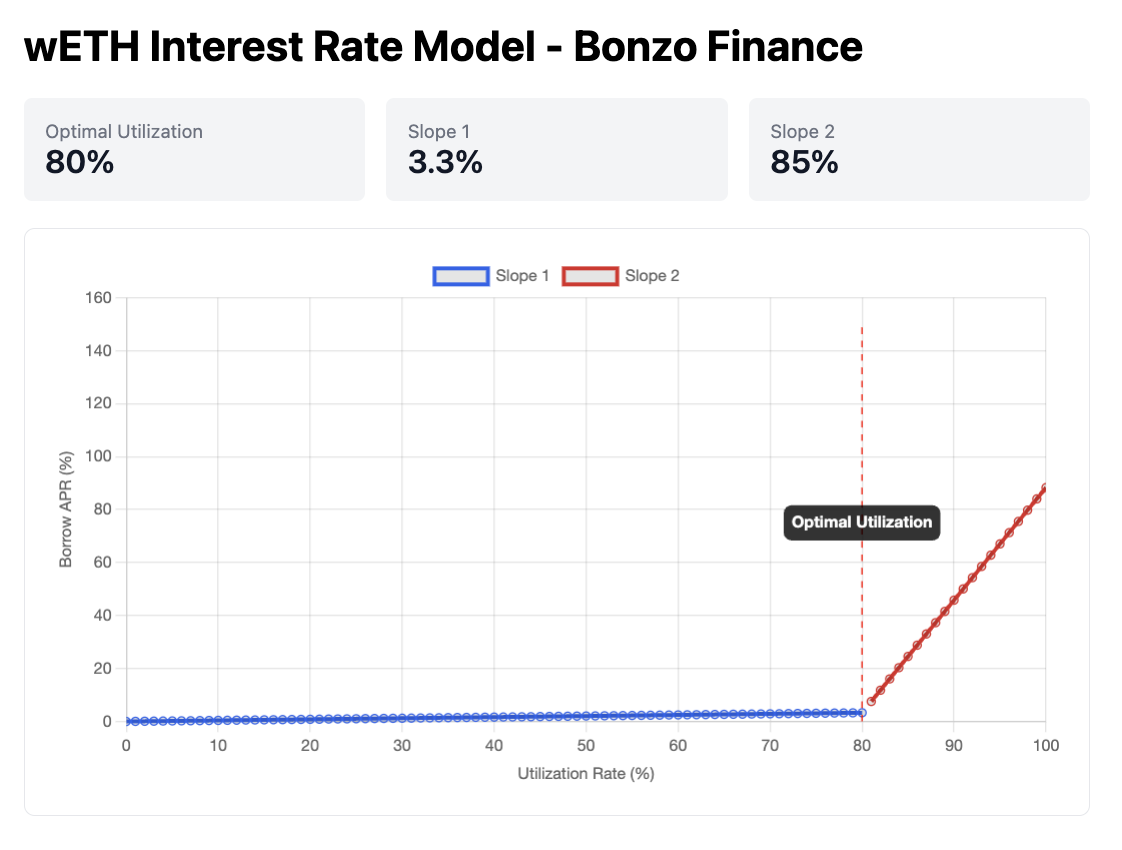 wETH Interest Rate Model - Bonzo Finance
Optimal Utilization
80%
Slope 1
3.3%
Slope 2
85%
Slope 1 Slope 2
160
140
120
100
80
60
40
20
0
Borrow APR (%)
Optimal Utilization
0 10 20 30 40 50 60 70 80 90 100
Utilization Rate (%)